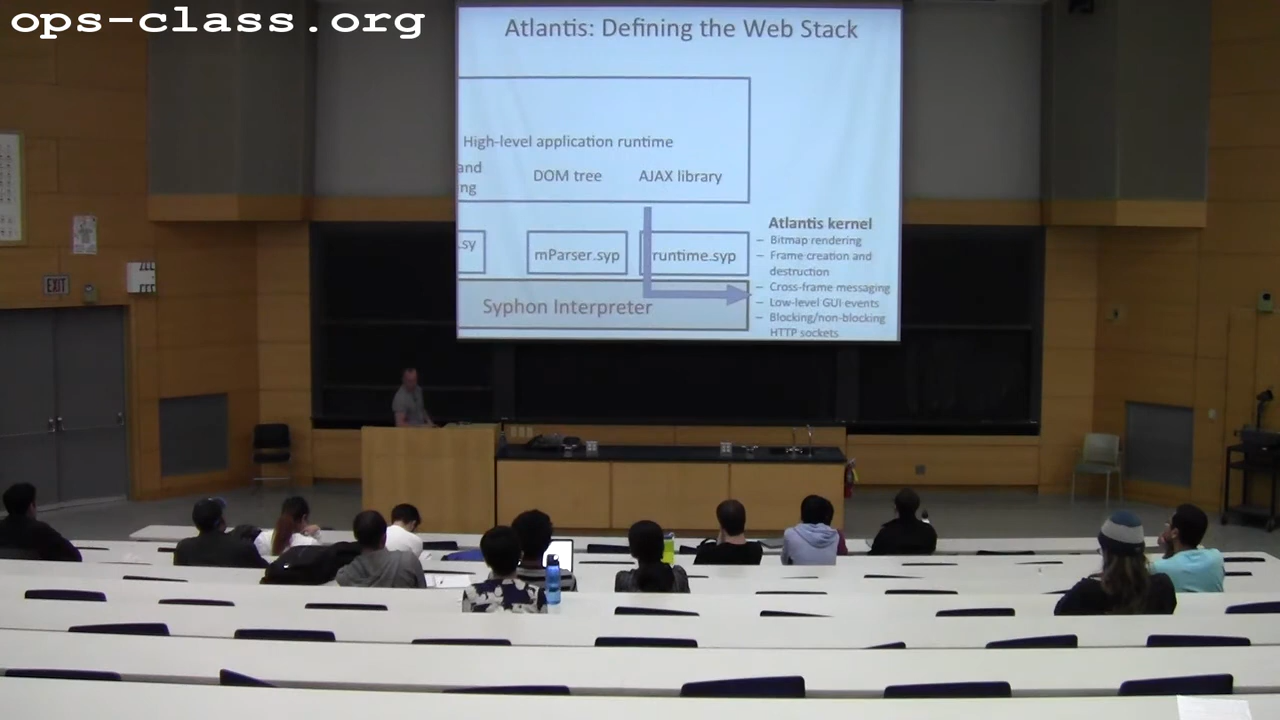 ops-class.org
Atlantis: Defining the Web Stack
High-level application runtime
and
ng
DOM tree
AJAX library
.sy
mParser.syp
runtime.syp
Syphon Interpreter
Atlantis kernel
– Bitmap rendering
– Frame creation and
destruction
– Cross-frame messaging
– Low-level GUI events
– Blocking/non-blocking
HTTP sockets
EXIT